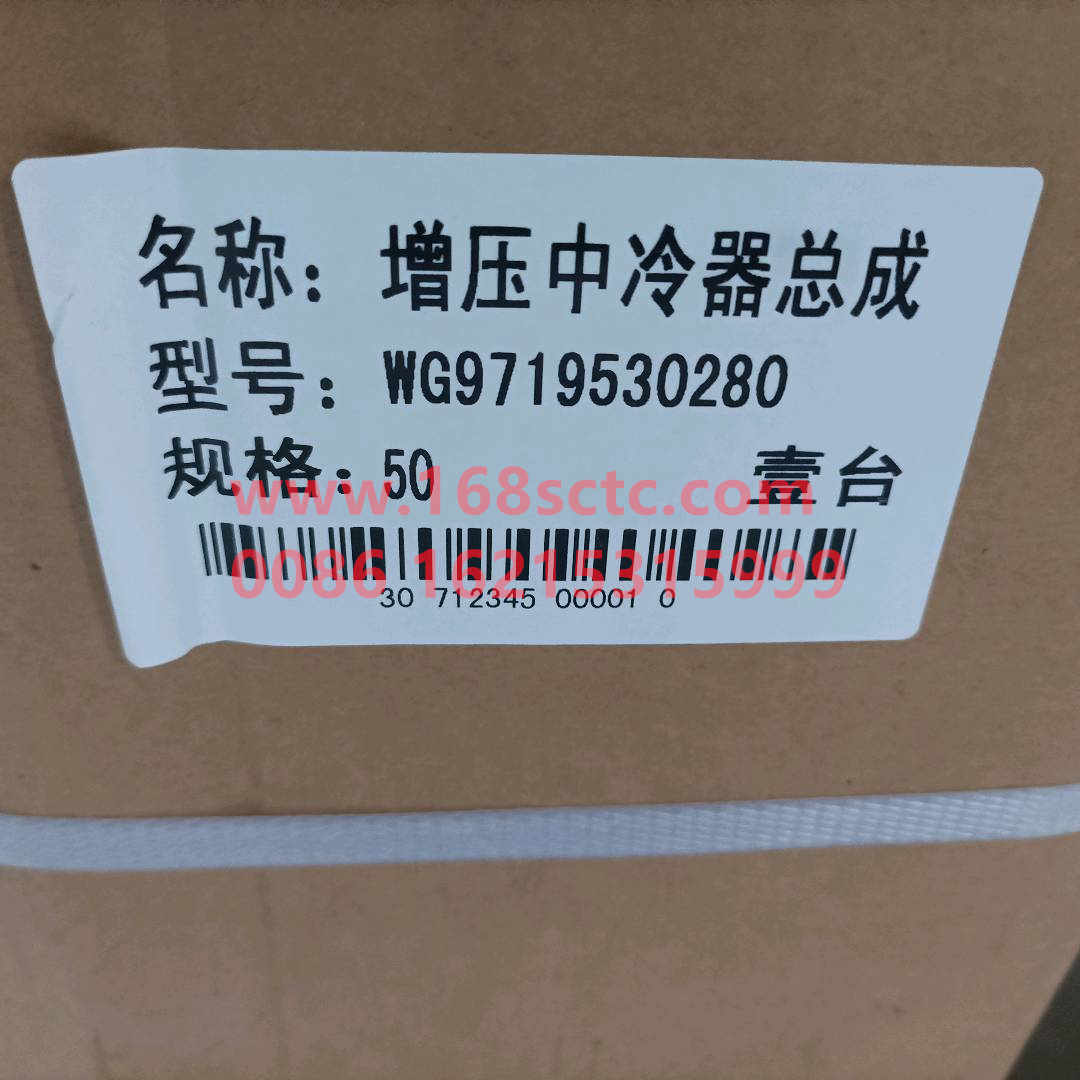 名称: 增压中冷器总成
型号: WG9719530280
规格: 50 壹台
www.168sctc.com
0086 16215315999
30 712345 00001 0